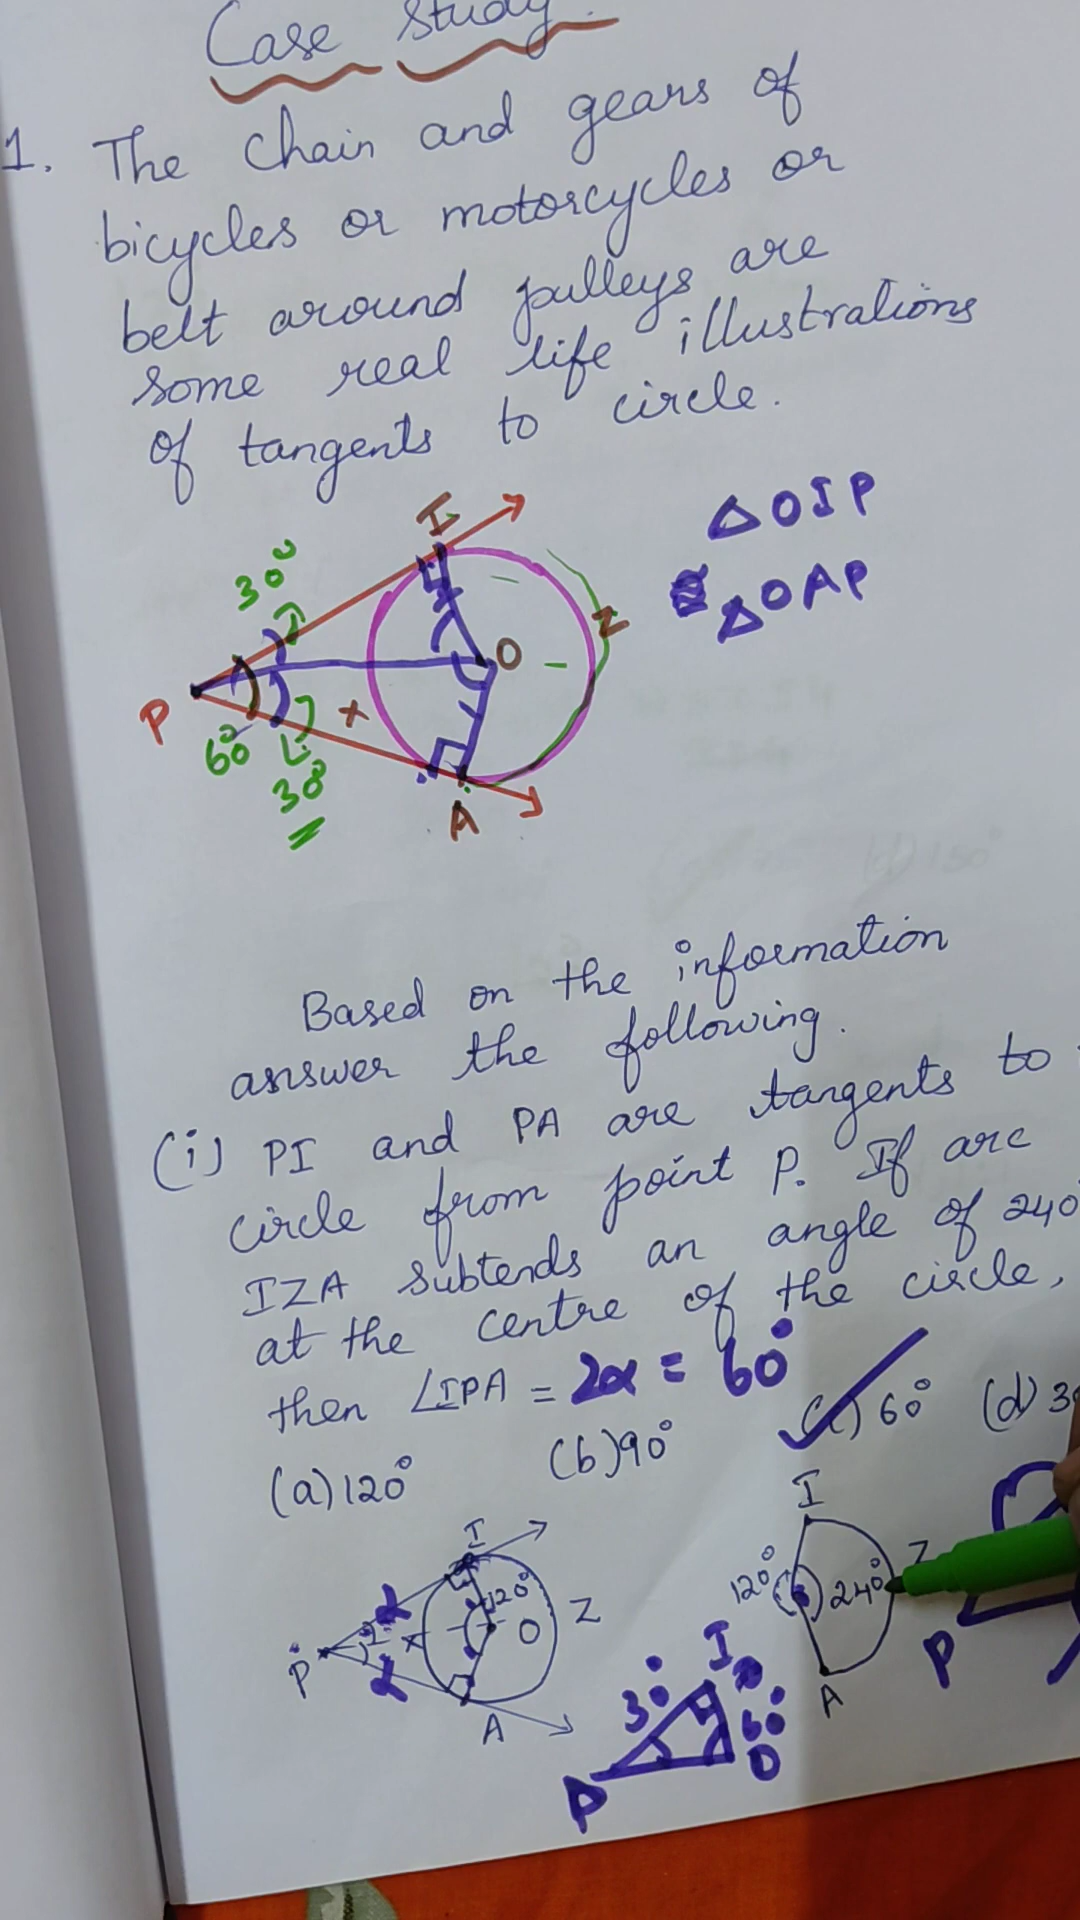 Case Study.
1. The chain and gears of
bicycles or motorcycles or
belt around pulleys are
some real life illustrations
of tangents to circle.
I
30°
P
60°
30°
x
O
Z
A
△OIP
≅ △OAP
Based on the information
answer the following.
(i) PI and PA are tangents to
circle from point P. If arc
IZA subtends an angle of 240°
at the centre of the circle,
then ∠IPA = 2α = 60°
(a) 120° (b) 90° (c) 60° (d) 3
I
120°
P
α
α
x
O
Z
A
I
120°
240°
Z
A
P
30°
I
60°
P
O